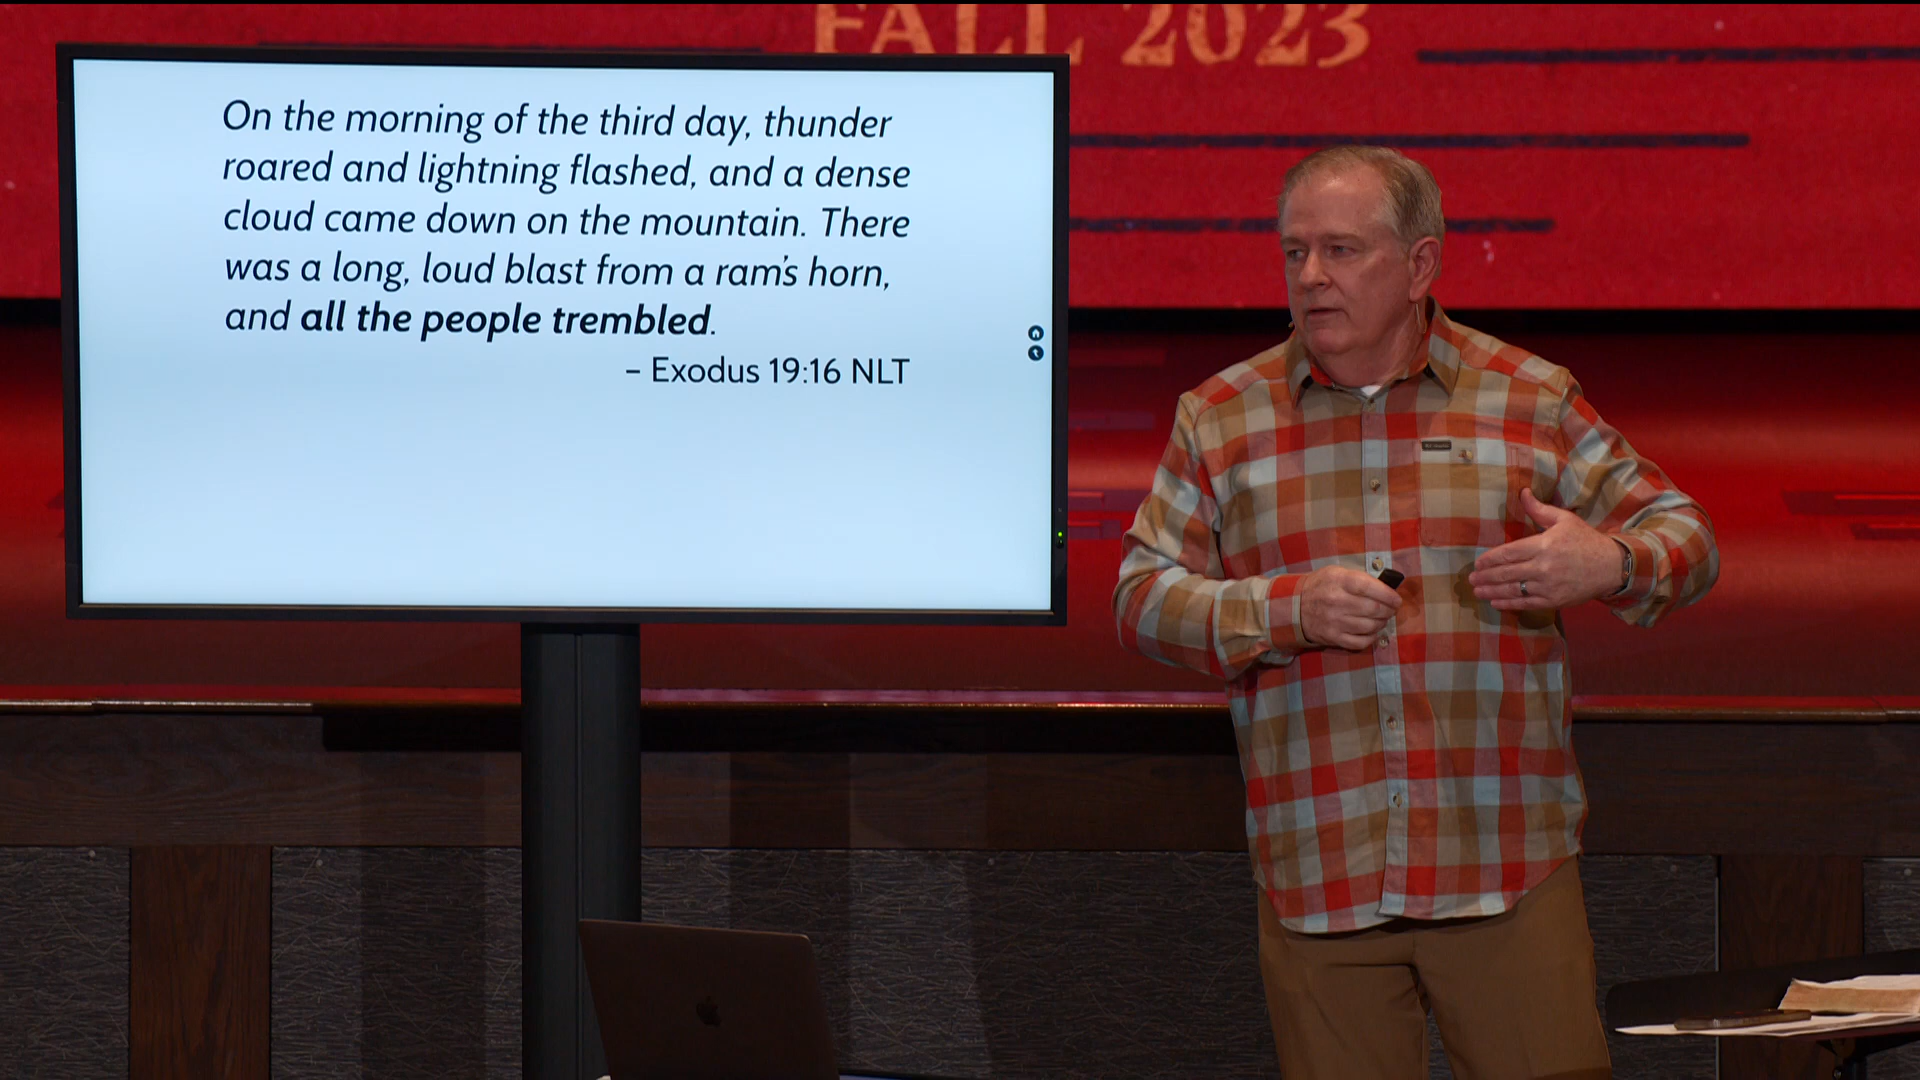 FALL 2023
On the morning of the third day, thunder
roared and lightning flashed, and a dense
cloud came down on the mountain. There
was a long, loud blast from a ram's horn,
and all the people trembled.
– Exodus 19:16 NLT